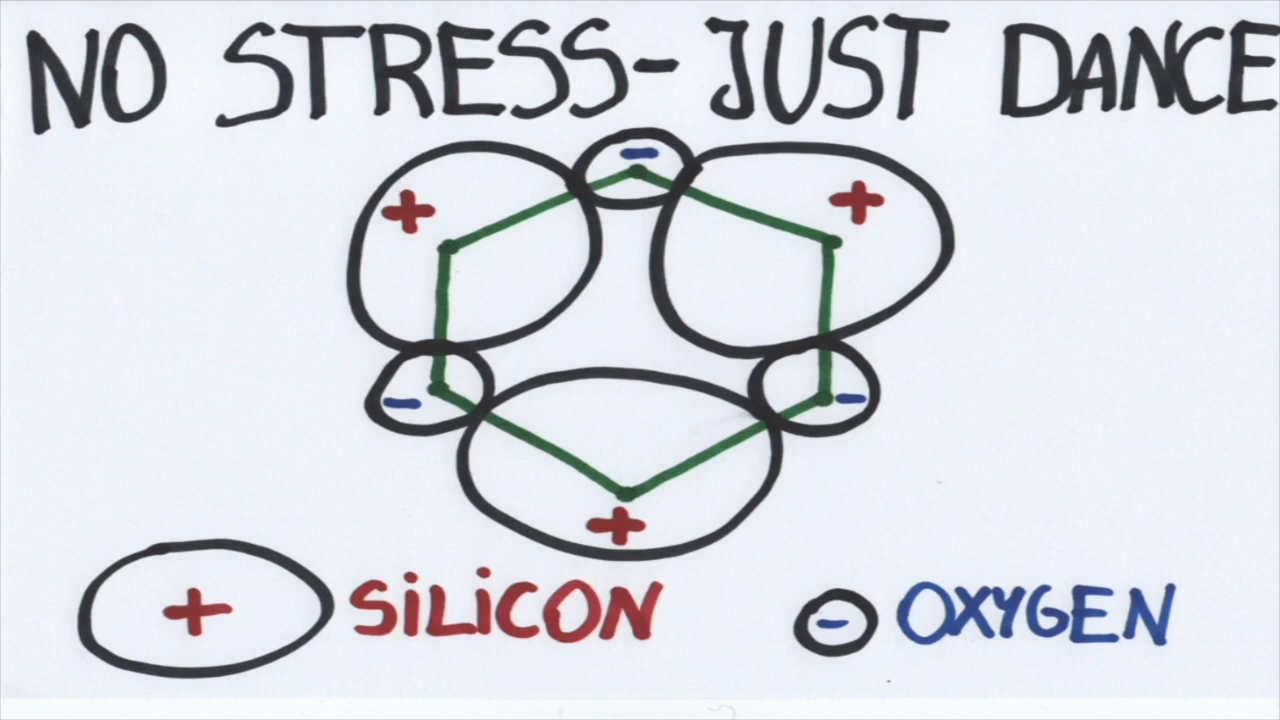 NO STRESS-JUST DANCE
-
+
+
-
-
+
+ SiLiCON
- OXYGEN